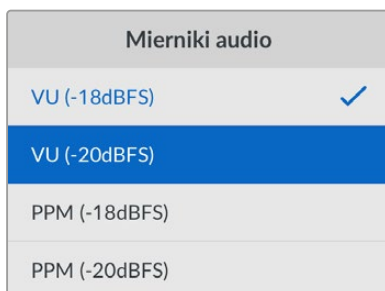 Mierniki audio
VU (-18dBFS)
VU (-20dBFS)
PPM (-18dBFS)
PPM (-20dBFS)